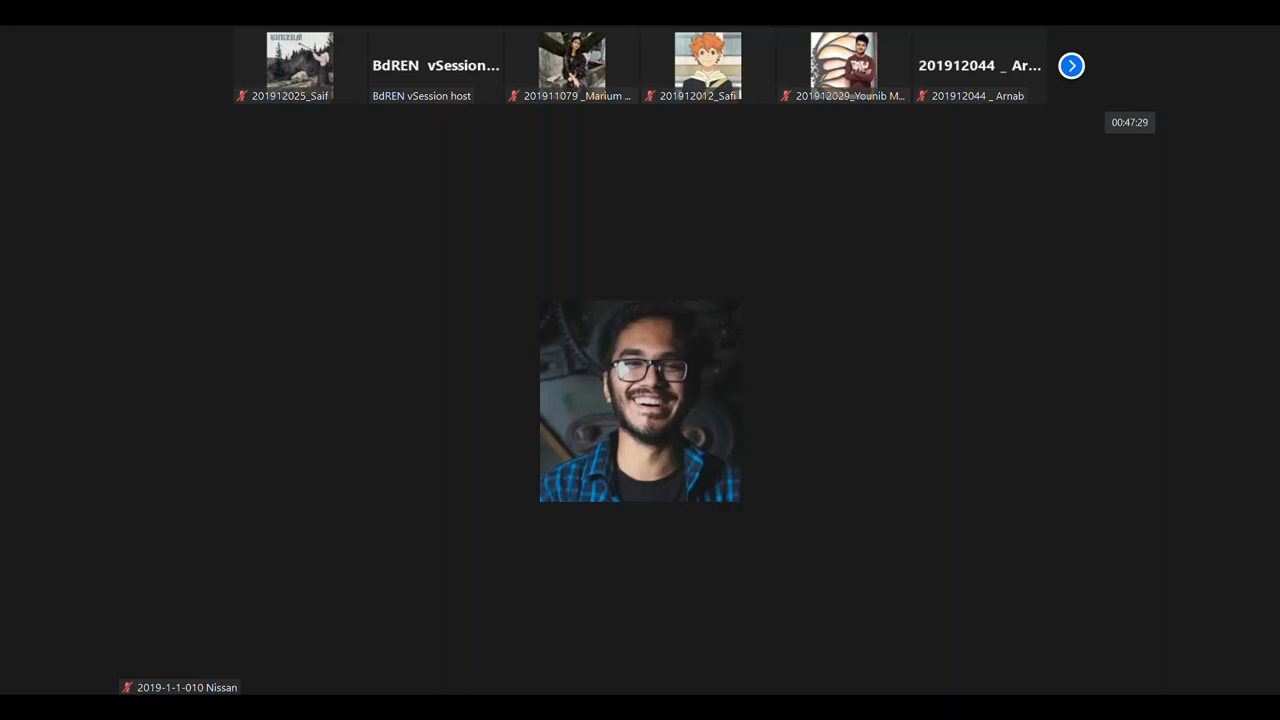 BURZUM
BdREN vSession...
201912044 _ Ar...
201912025_Saif
BdREN vSession host
201911079 _Marium ...
201912012_Safi
201912029_Younib M...
201912044 _ Arnab
00:47:29
2019-1-1-010 Nissan